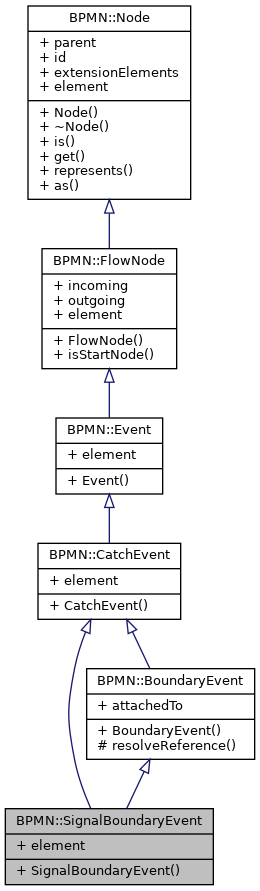 BPMN::Node
+ parent
+ id
+ extensionElements
+ element
+ Node()
+ ~Node()
+ is()
+ get()
+ represents()
+ as()
BPMN::FlowNode
+ incoming
+ outgoing
+ element
+ FlowNode()
+ isStartNode()
BPMN::Event
+ element
+ Event()
BPMN::CatchEvent
+ element
+ CatchEvent()
BPMN::BoundaryEvent
+ attachedTo
+ BoundaryEvent()
# resolveReference()
BPMN::SignalBoundaryEvent
+ element
+ SignalBoundaryEvent()